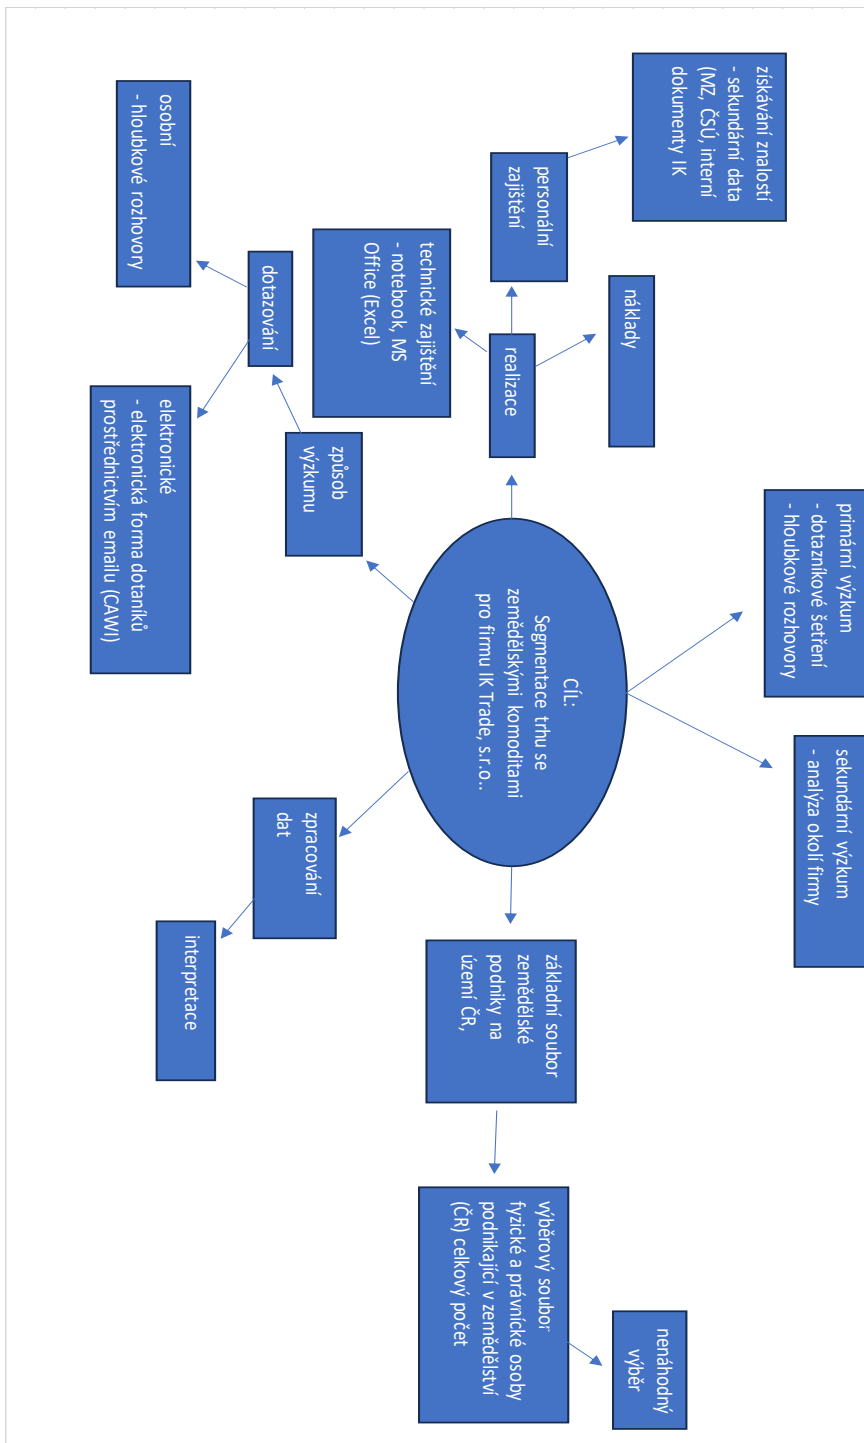 získávání znalostí
- sekundární data
(MZ, ČSÚ, interní
dokumenty IK
náklady
primární výzkum
- dotazníkové šetření
- hloubkové rozhovory
sekundární výzkum
- analýza okolí firmy
personální
zajištění
realizace
technické zajištění
- notebook, MS
Office (Excel)
osobní
- hloubkové rozhovory
dotazování
způsob
výzkumu
elektronické
- elektronická forma dotaníků
prostřednictvím emailu (CAWI)
CÍL:
Segmentace trhu se
zemědělskými komoditami
pro firmu IK Trade, s.r.o..
zpracování
dat
interpretace
základní soubor
zemědělské
podniky na
území ČR,
výběrový soubor
fyzické a právnické osoby
podnikající v zemědělství
(ČR) celkový počet
nenáhodný
výběr